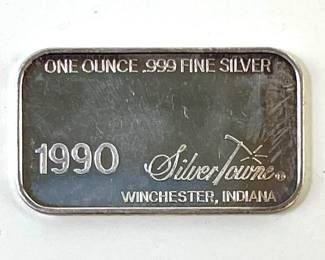 ONE OUNCE .999 FINE SILVER
1990 SilverTowne®
WINCHESTER, INDIANA